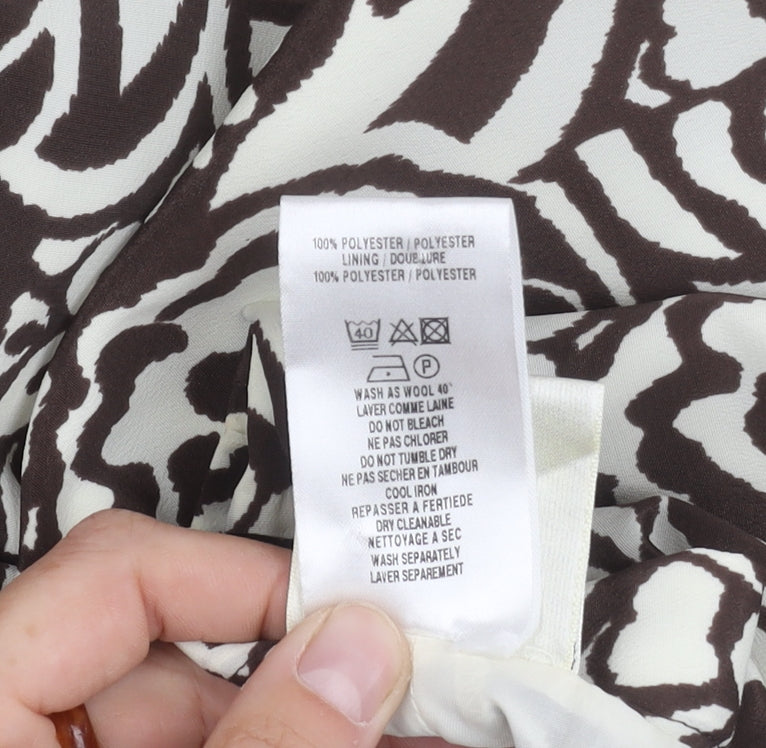 100% POLYESTER / POLYESTER
LINING / DOUBLURE
100% POLYESTER / POLYESTER
40
P
WASH AS WOOL 40°
LAVER COMME LAINE
DO NOT BLEACH
NE PAS CHLORER
DO NOT TUMBLE DRY
NE PAS SECHER EN TAMBOUR
COOL IRON
REPASSER A FERTIEDE
DRY CLEANABLE
NETTOYAGE A SEC
WASH SEPARATELY
LAVER SEPAREMENT